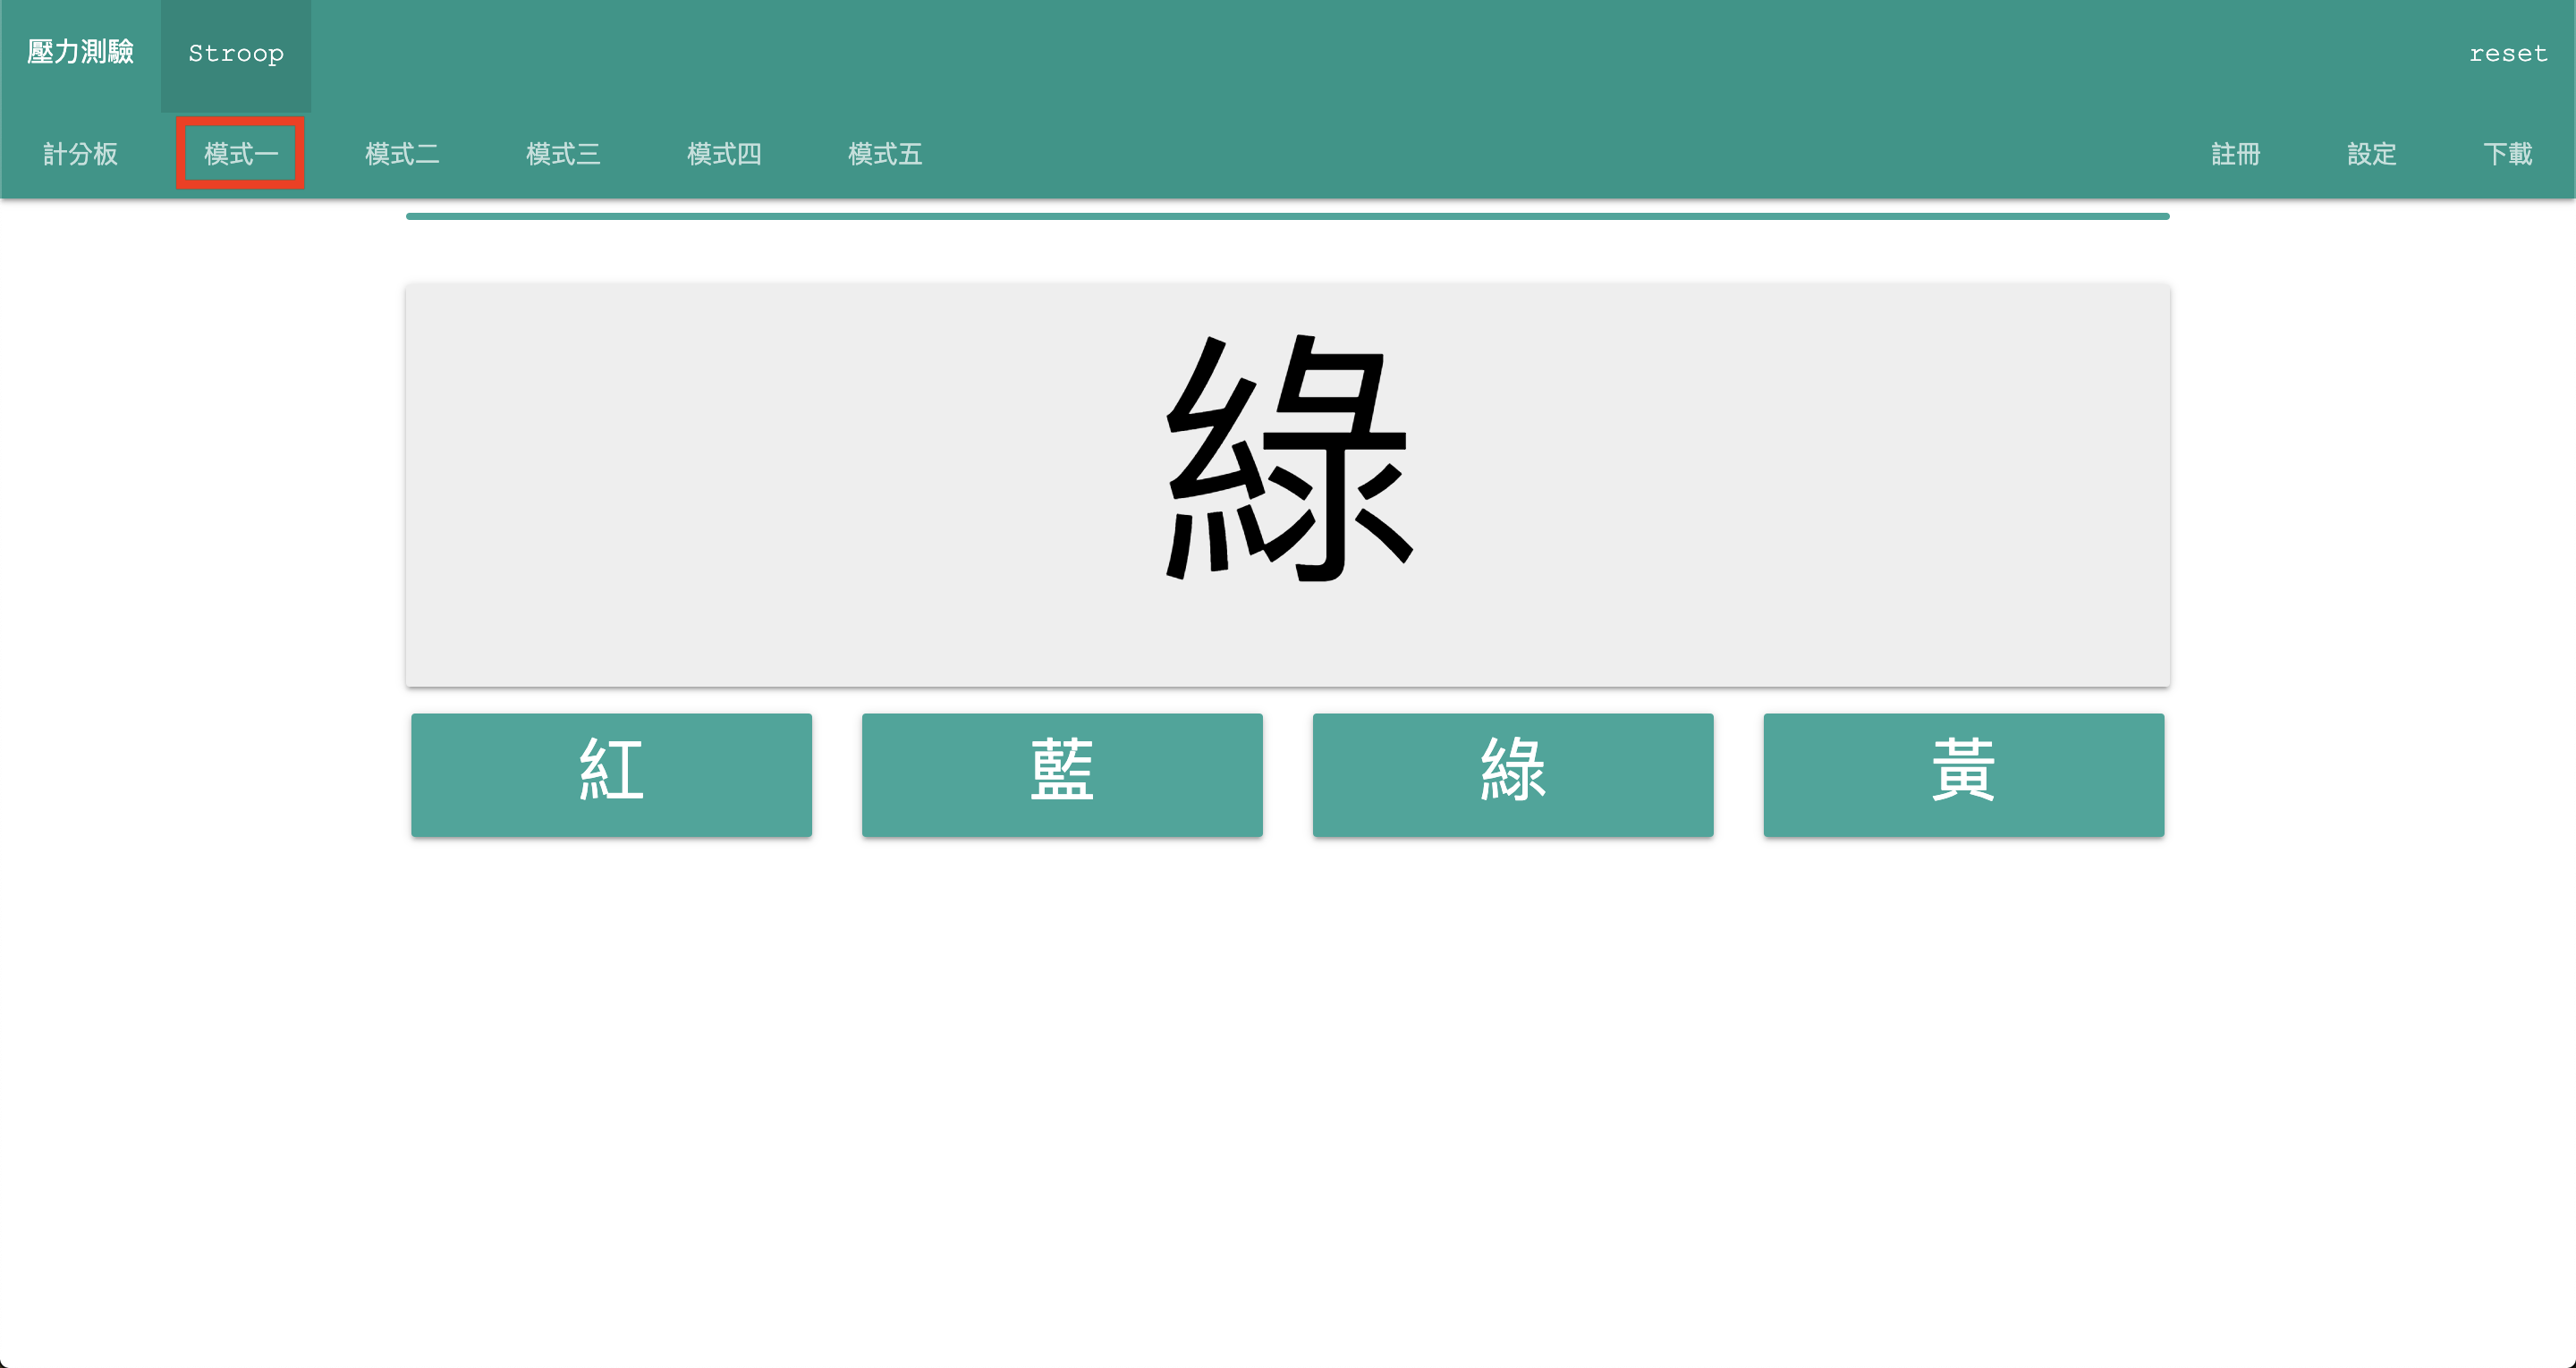 壓力測驗 Stroop reset
計分板 模式一 模式二 模式三 模式四 模式五 註冊 設定 下載
綠
紅 藍 綠 黃